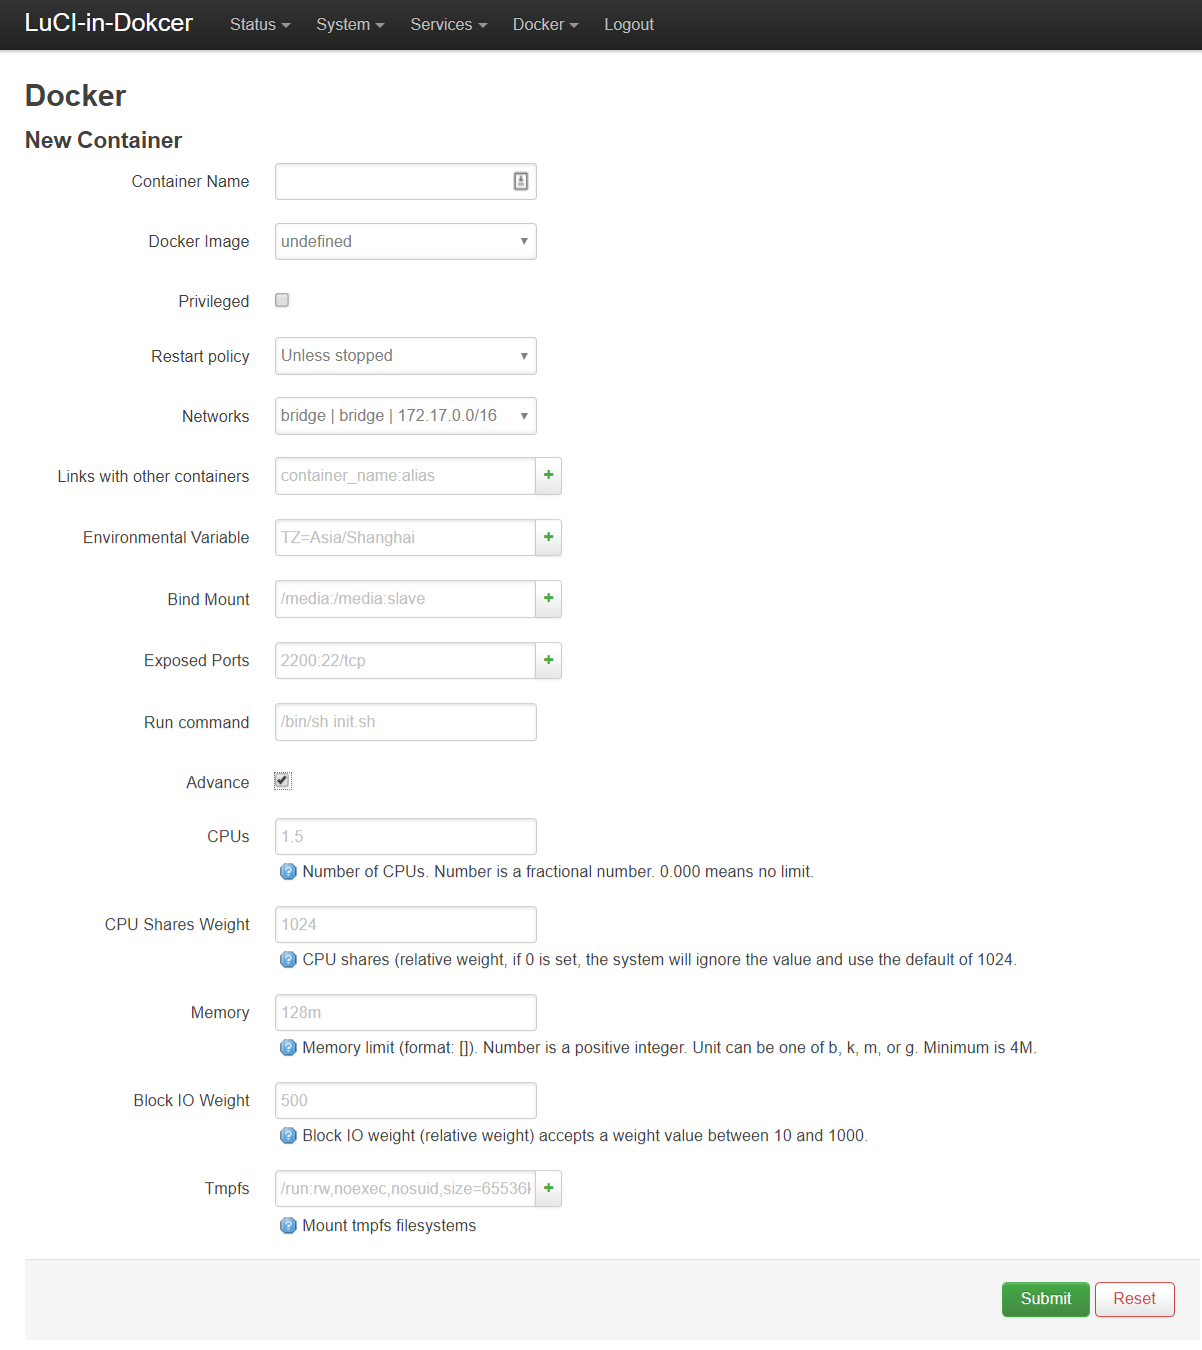 LuCI-in-Dokcer Status System Services Docker Logout
Docker
New Container
Container Name
Docker Image undefined
Privileged
Restart policy Unless stopped
Networks bridge | bridge | 172.17.0.0/16
Links with other containers container_name:alias
Environmental Variable TZ=Asia/Shanghai
Bind Mount /media:/media:slave
Exposed Ports 2200:22/tcp
Run command /bin/sh init.sh
Advance
CPUs 1.5
Number of CPUs. Number is a fractional number. 0.000 means no limit.
CPU Shares Weight 1024
CPU shares (relative weight, if 0 is set, the system will ignore the value and use the default of 1024.
Memory 128m
Memory limit (format: []). Number is a positive integer. Unit can be one of b, k, m, or g. Minimum is 4M.
Block IO Weight 500
Block IO weight (relative weight) accepts a weight value between 10 and 1000.
Tmpfs /run:rw,noexec,nosuid,size=65536k
Mount tmpfs filesystems
Submit Reset